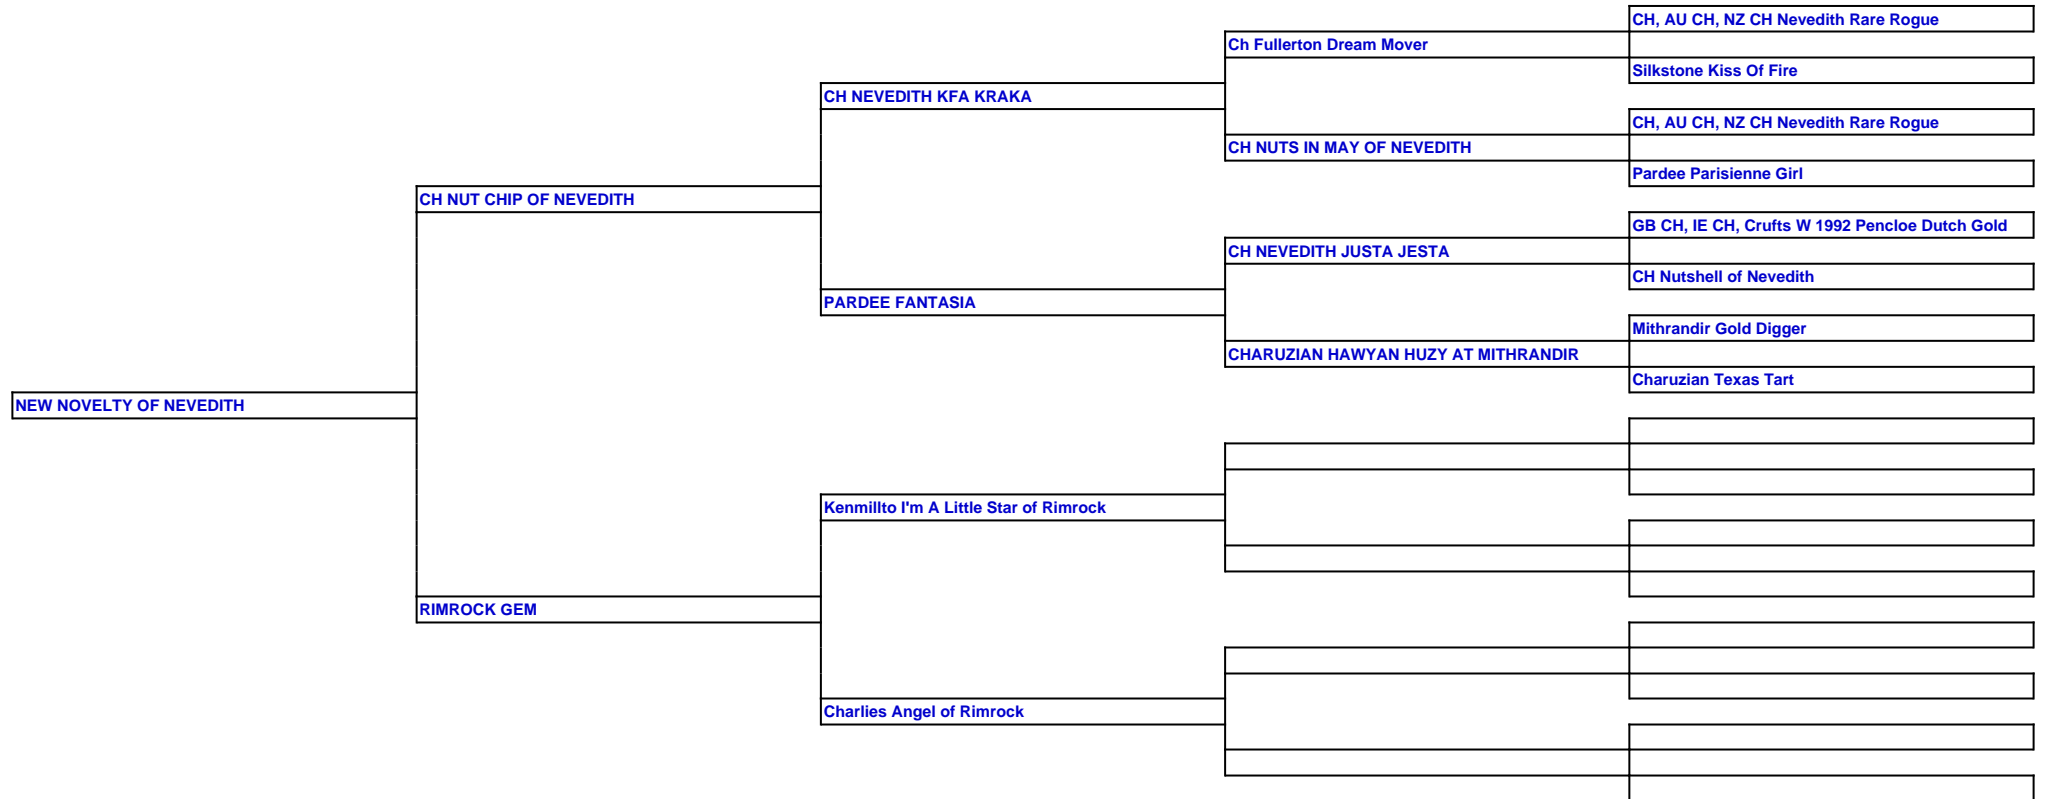 CH, AU CH, NZ CH Nevedith Rare Rogue
Ch Fullerton Dream Mover
Silkstone Kiss Of Fire
CH NEVEDITH KFA KRAKA
CH, AU CH, NZ CH Nevedith Rare Rogue
CH NUTS IN MAY OF NEVEDITH
Pardee Parisienne Girl
CH NUT CHIP OF NEVEDITH
GB CH, IE CH, Crufts W 1992 Pencloe Dutch Gold
CH NEVEDITH JUSTA JESTA
CH Nutshell of Nevedith
PARDEE FANTASIA
Mithrandir Gold Digger
CHARUZIAN HAWYAN HUZY AT MITHRANDIR
Charuzian Texas Tart
NEW NOVELTY OF NEVEDITH
Kenmillto I'm A Little Star of Rimrock
RIMROCK GEM
Charlies Angel of Rimrock